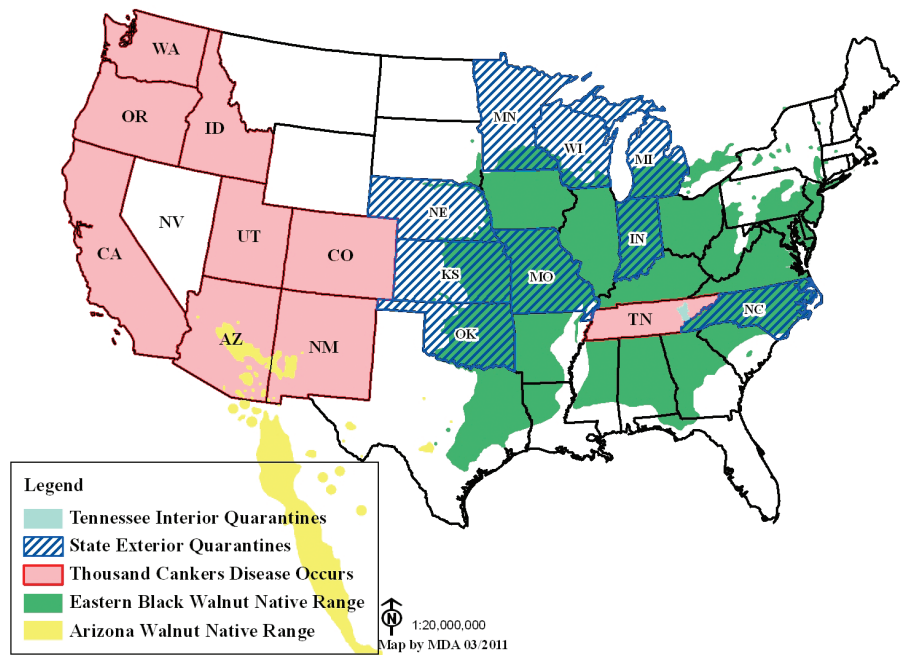 WA
OR
ID
MN
WI
MI
NV
NE
UT
CO
CA
KS
MO
IN
AZ
NM
OK
TN
NC
Legend
Tennessee Interior Quarantines
State Exterior Quarantines
Thousand Cankers Disease Occurs
Eastern Black Walnut Native Range
Arizona Walnut Native Range
N
1:20,000,000
Map by MDA 03/2011